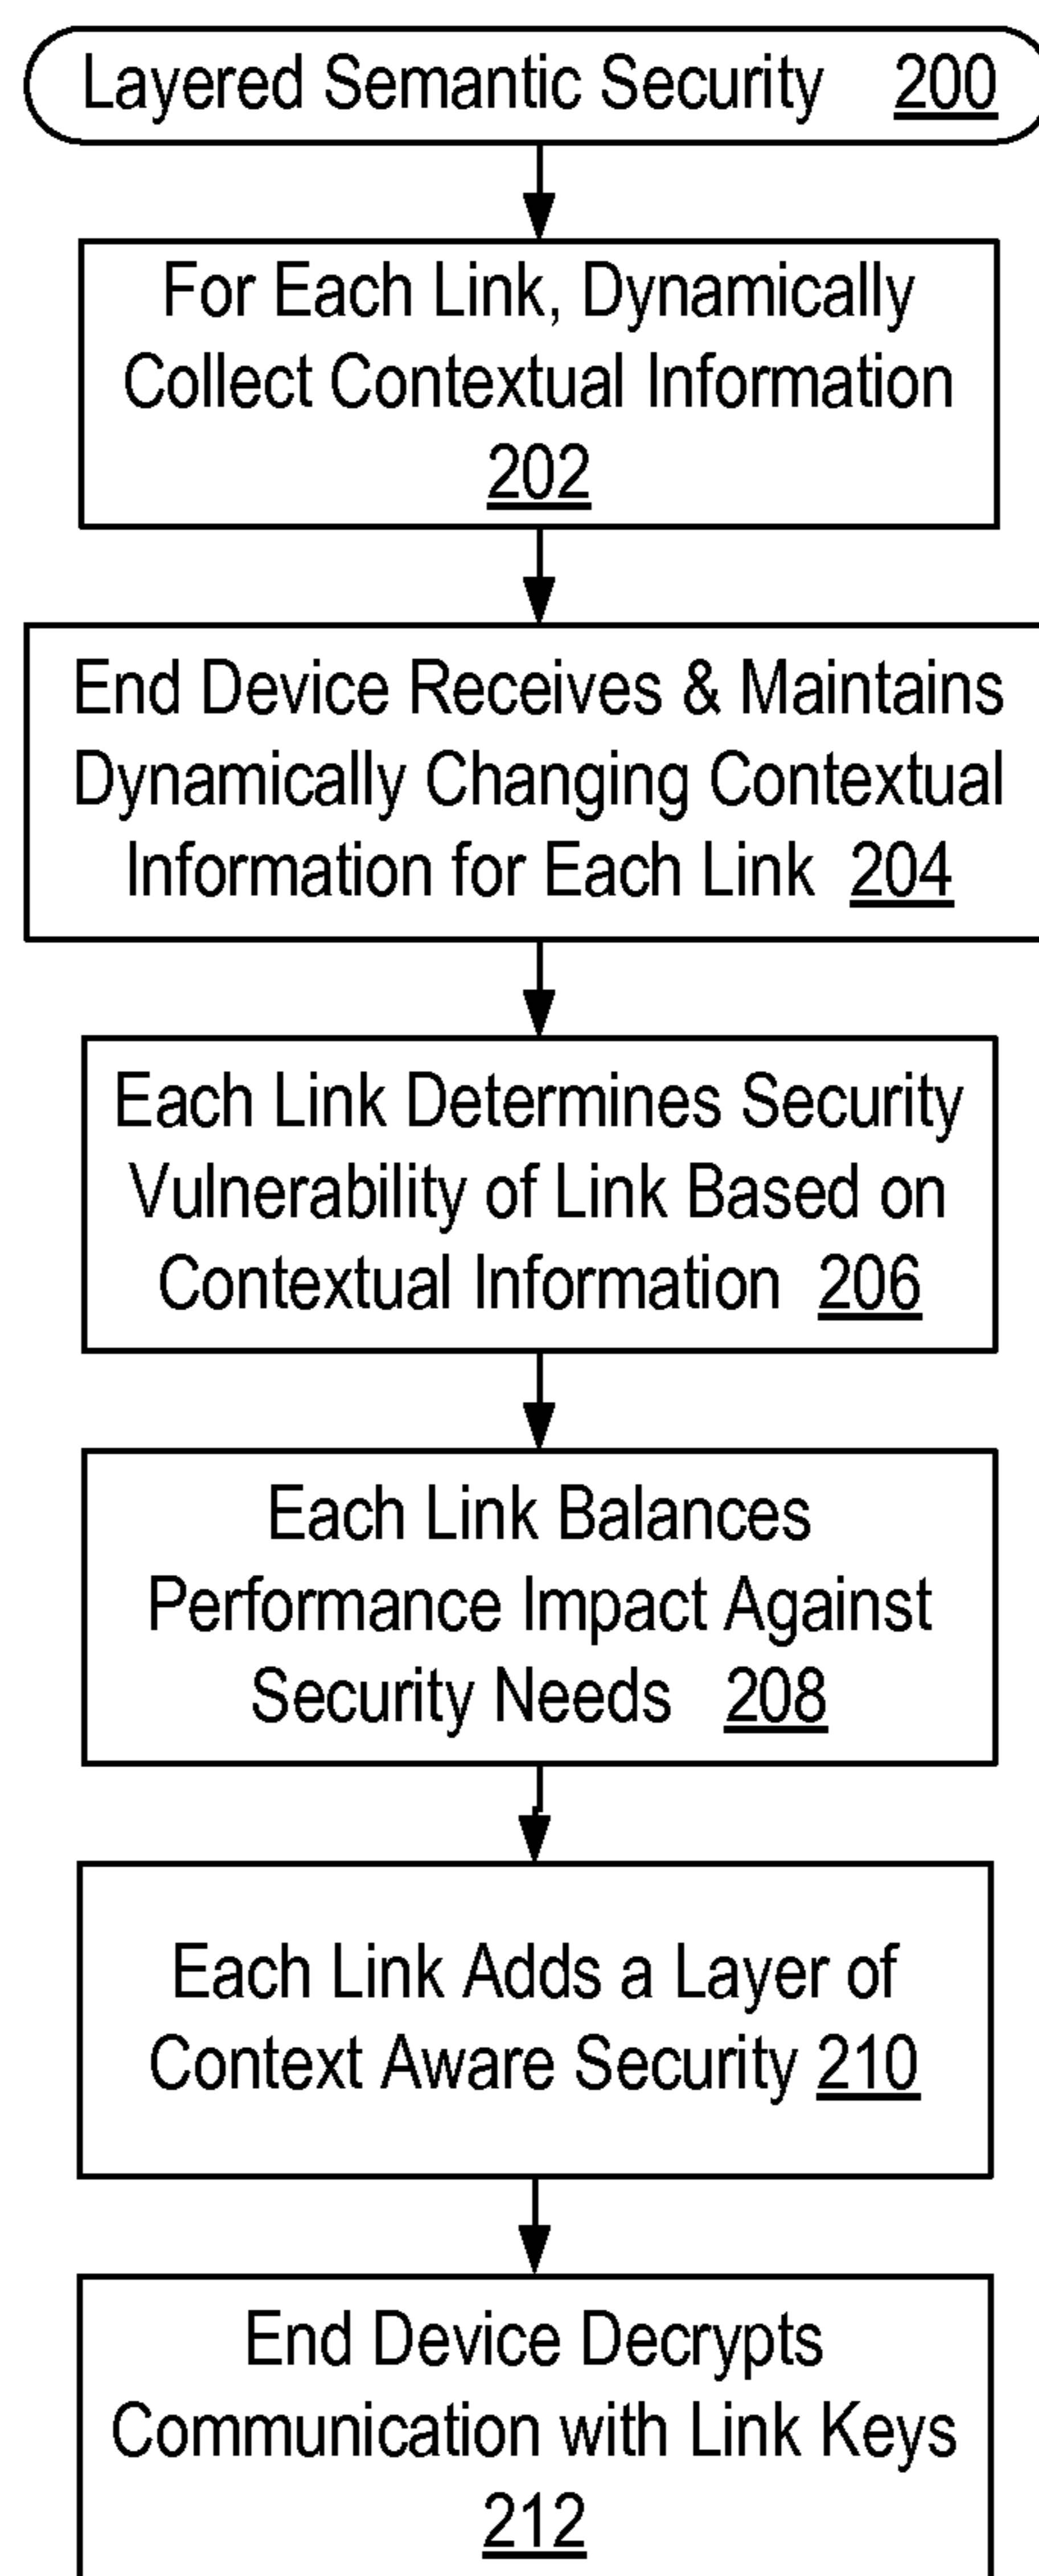 Layered Semantic Security 200
For Each Link, Dynamically
Collect Contextual Information
202
End Device Receives & Maintains
Dynamically Changing Contextual
Information for Each Link 204
Each Link Determines Security
Vulnerability of Link Based on
Contextual Information 206
Each Link Balances
Performance Impact Against
Security Needs 208
Each Link Adds a Layer of
Context Aware Security 210
End Device Decrypts
Communication with Link Keys
212